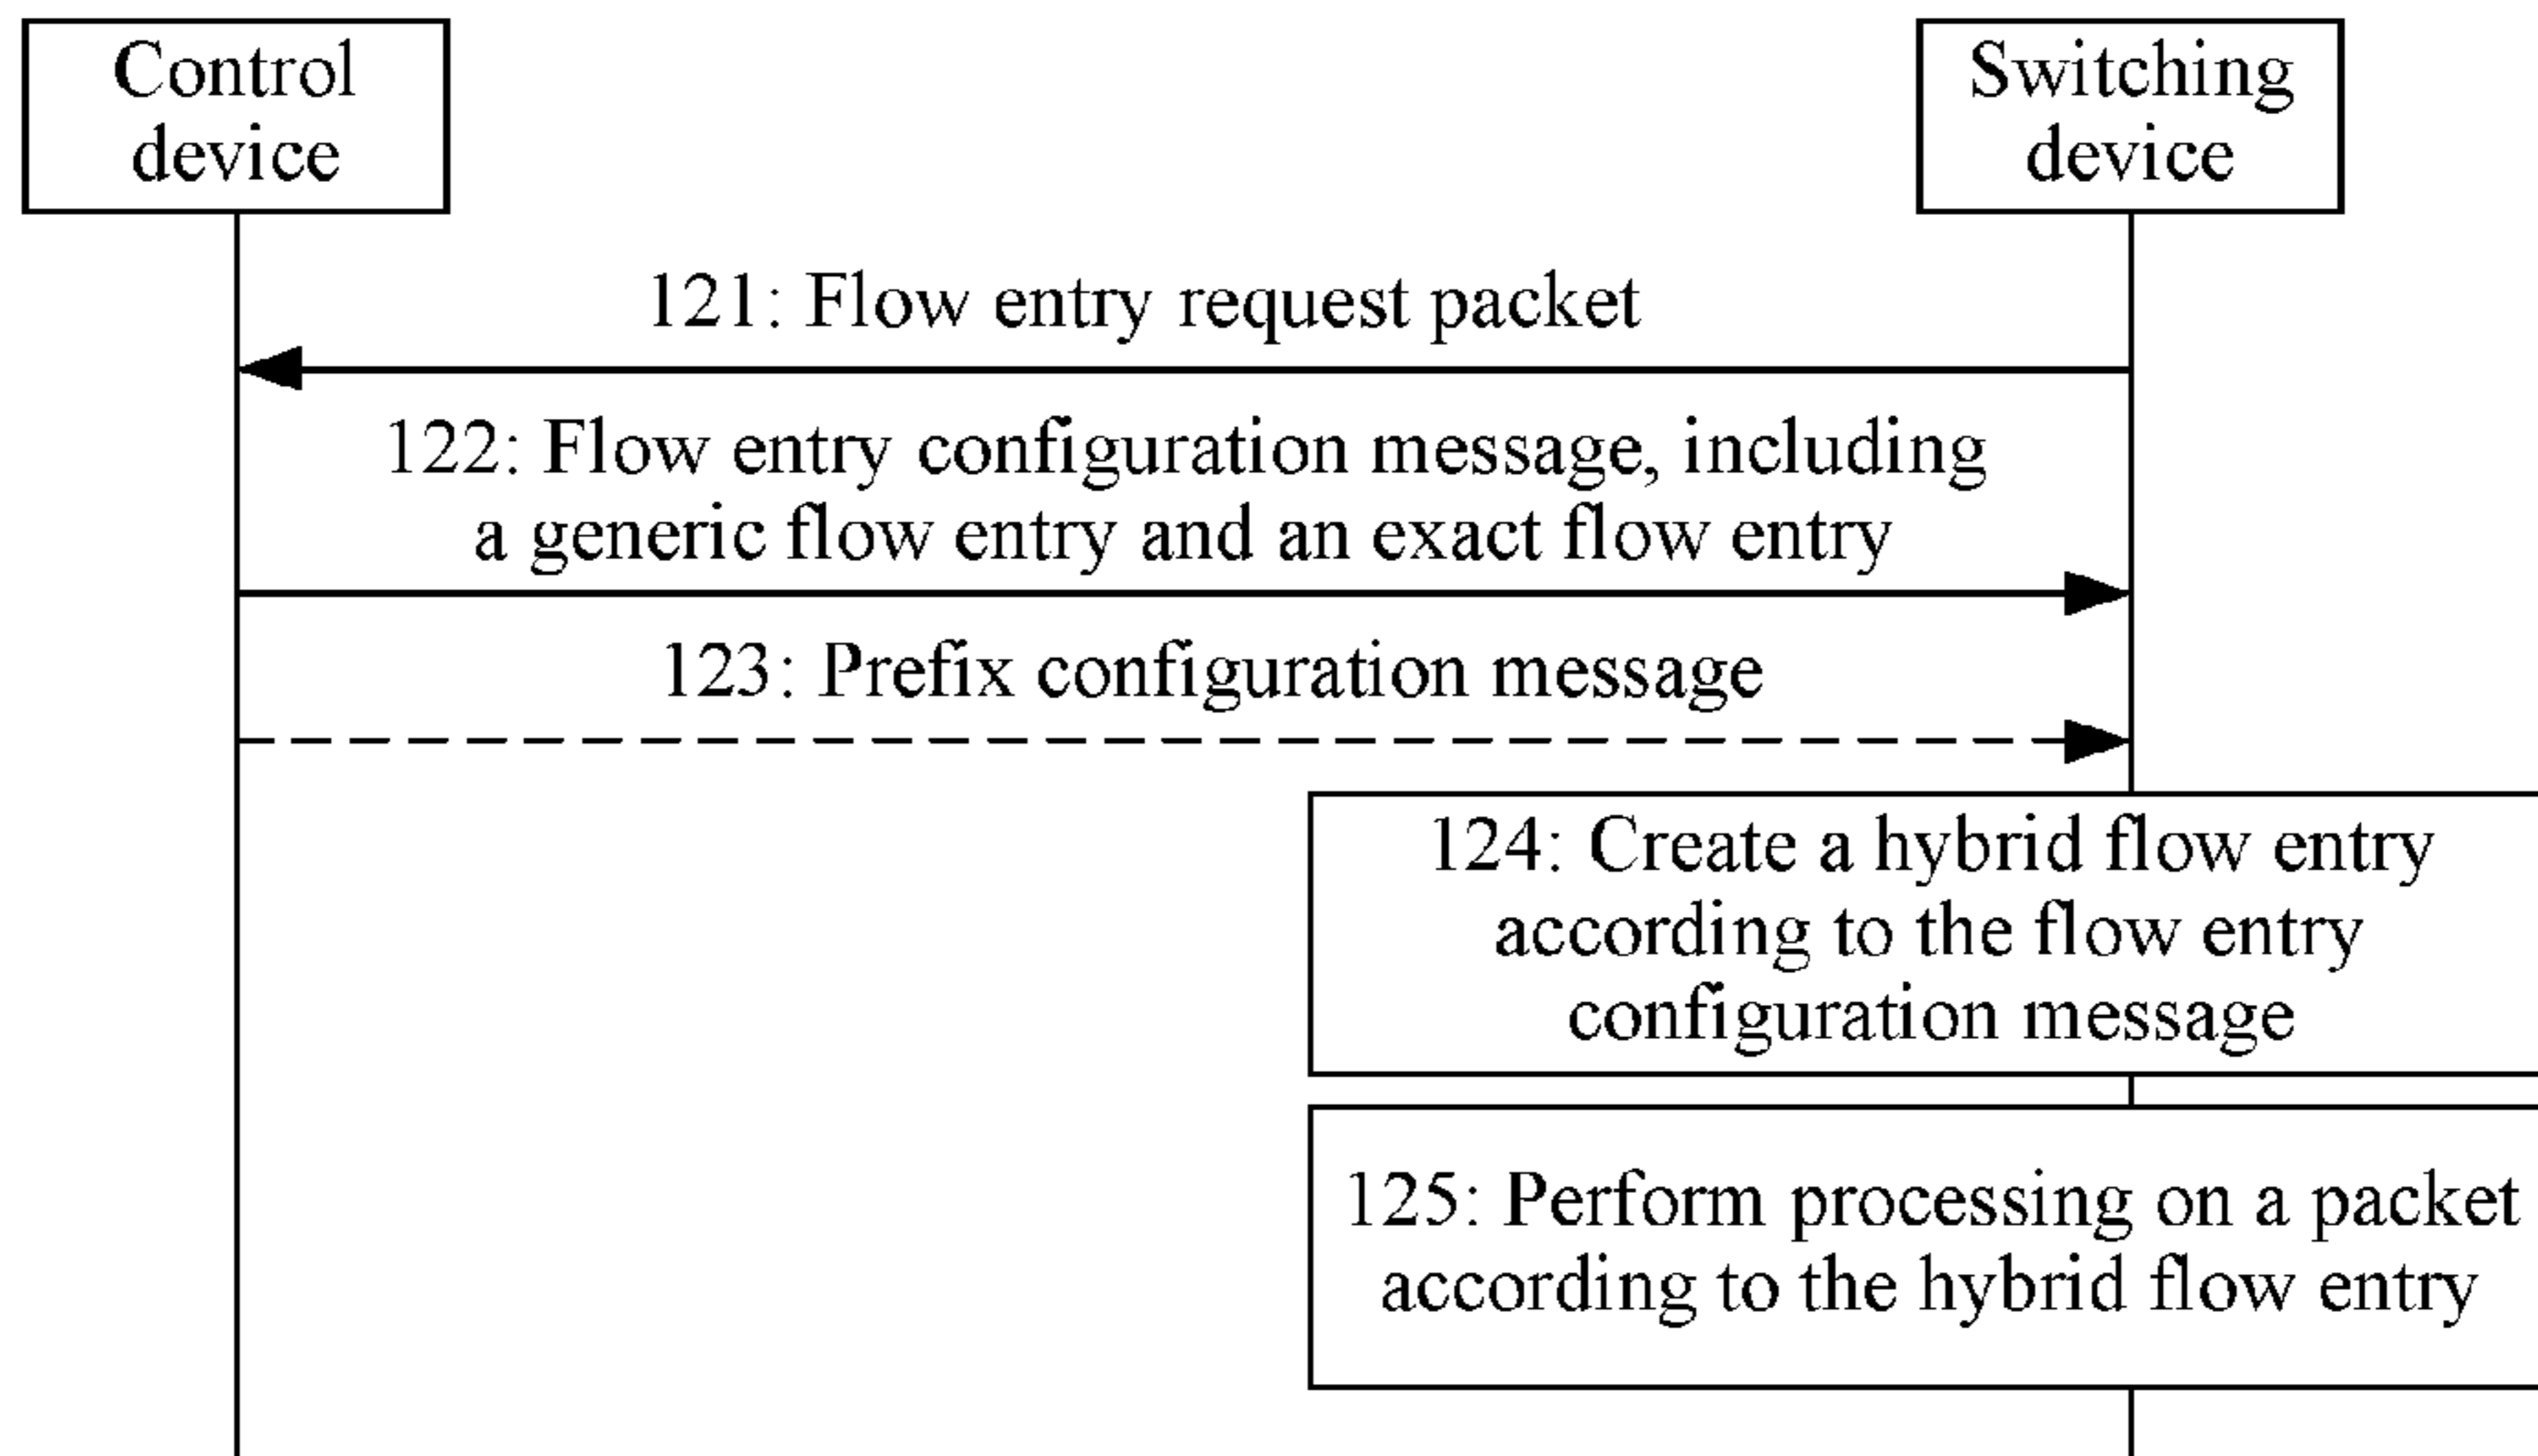 Control
device
Switching
device
121: Flow entry request packet
122: Flow entry configuration message, including
a generic flow entry and an exact flow entry
123: Prefix configuration message
124: Create a hybrid flow entry
according to the flow entry
configuration message
125: Perform processing on a packet
according to the hybrid flow entry